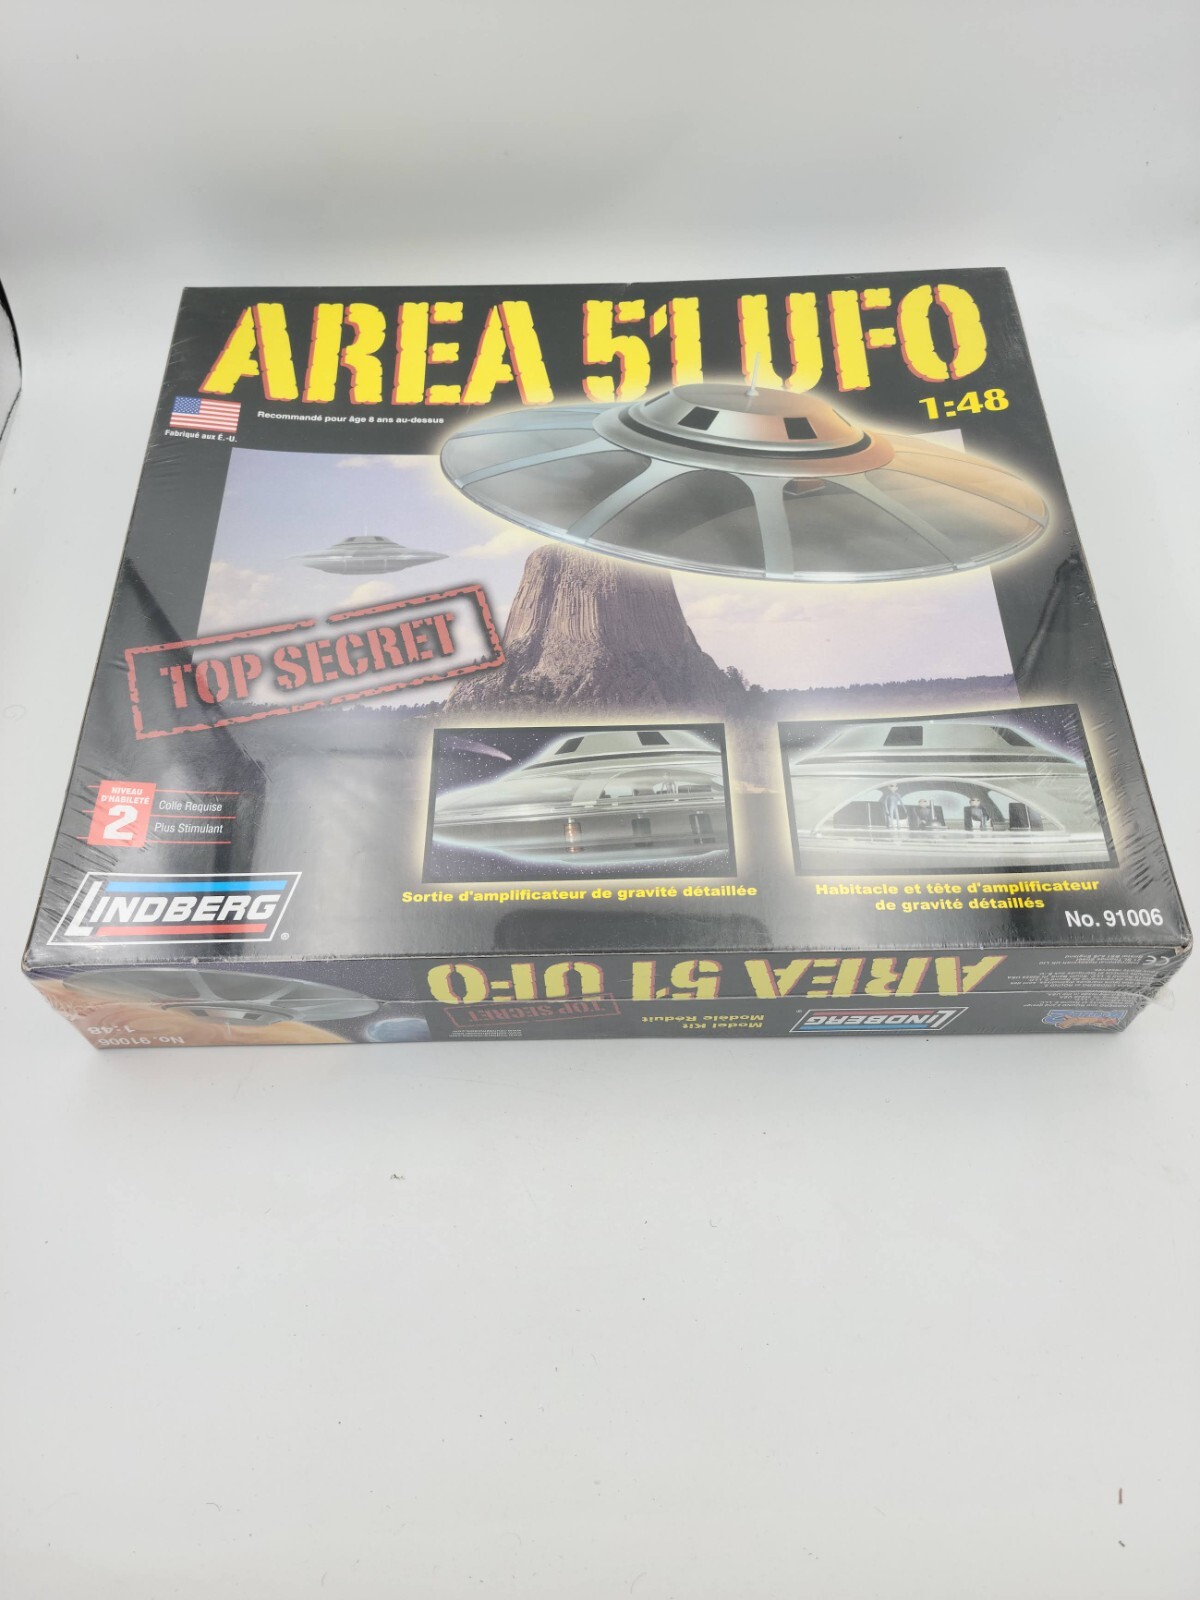 AREA 51 UFO
1:48
Recommandé pour âge 8 ans au-dessus
Fabriqué aux É.-U.
TOP SECRET
NIVEAU
D'HABILETÉ
2
Colle Requise
Plus Stimulant
Sortie d'amplificateur de gravité détaillée
Habitacle et tête d'amplificateur
de gravité détaillés
LINDBERG®
No. 91006
AREA 51 UFO
TOP SECRET
Model Kit
Modèle Réduit
LINDBERG
No. 91006
1:48
CE